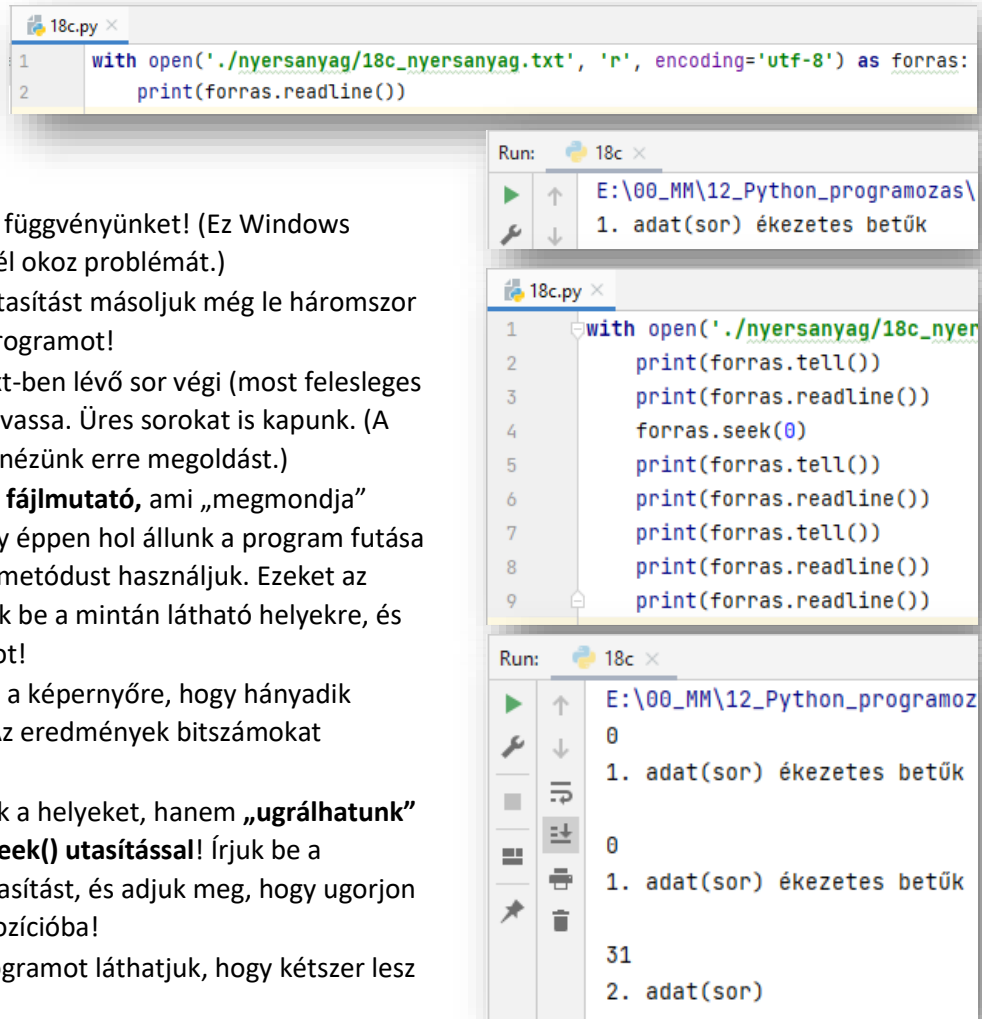 18c.py
1 with open('./nyersanyag/18c_nyersanyag.txt', 'r', encoding='utf-8') as forras:
2 print(forras.readline())
Run: 18c
E:\00_MM\12_Python_programozas\
1. adat(sor) ékezetes betűk
függvényünket! (Ez Windows
él okoz problémát.)
tasítást másoljuk még le háromszor
rogramot!
t-ben lévő sor végi (most felesleges
vassa. Üres sorokat is kapunk. (A
nézünk erre megoldást.)
fájlmutató, ami „megmondja”
y éppen hol állunk a program futása
metódust használjuk. Ezeket az
k be a mintán látható helyekre, és
ot!
a képernyőre, hogy hányadik
z eredmények bitszámokat
k a helyeket, hanem „ugrálhatunk”
eek() utasítással! Írjuk be a
asítást, és adjuk meg, hogy ugorjon
ozícióba!
gramot láthatjuk, hogy kétszer lesz
18c.py
1 with open('./nyersanyag/18c_nyer
2 print(forras.tell())
3 print(forras.readline())
4 forras.seek(0)
5 print(forras.tell())
6 print(forras.readline())
7 print(forras.tell())
8 print(forras.readline())
9 print(forras.readline())
Run: 18c
E:\00_MM\12_Python_programoz
0
1. adat(sor) ékezetes betűk
0
1. adat(sor) ékezetes betűk
31
2. adat(sor)